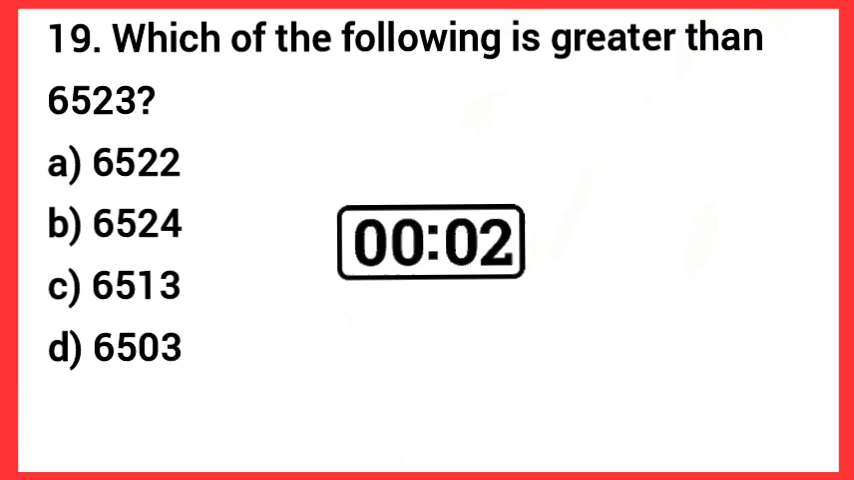 19. Which of the following is greater than
6523?
a) 6522
b) 6524
c) 6513
d) 6503
00:02